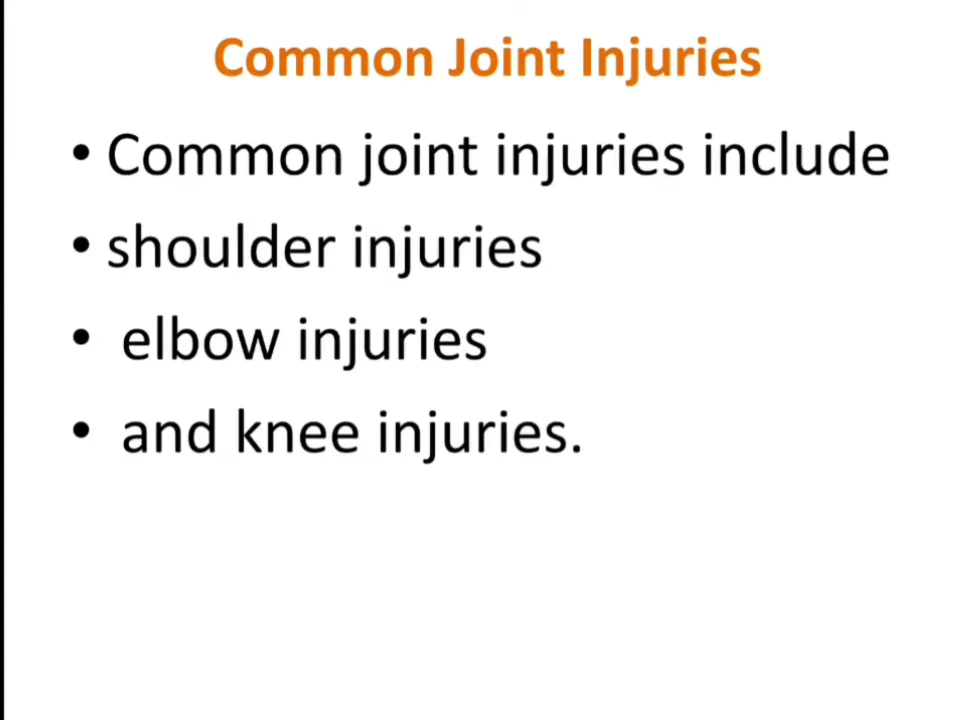 Common Joint Injuries
• Common joint injuries include
• shoulder injuries
• elbow injuries
• and knee injuries.